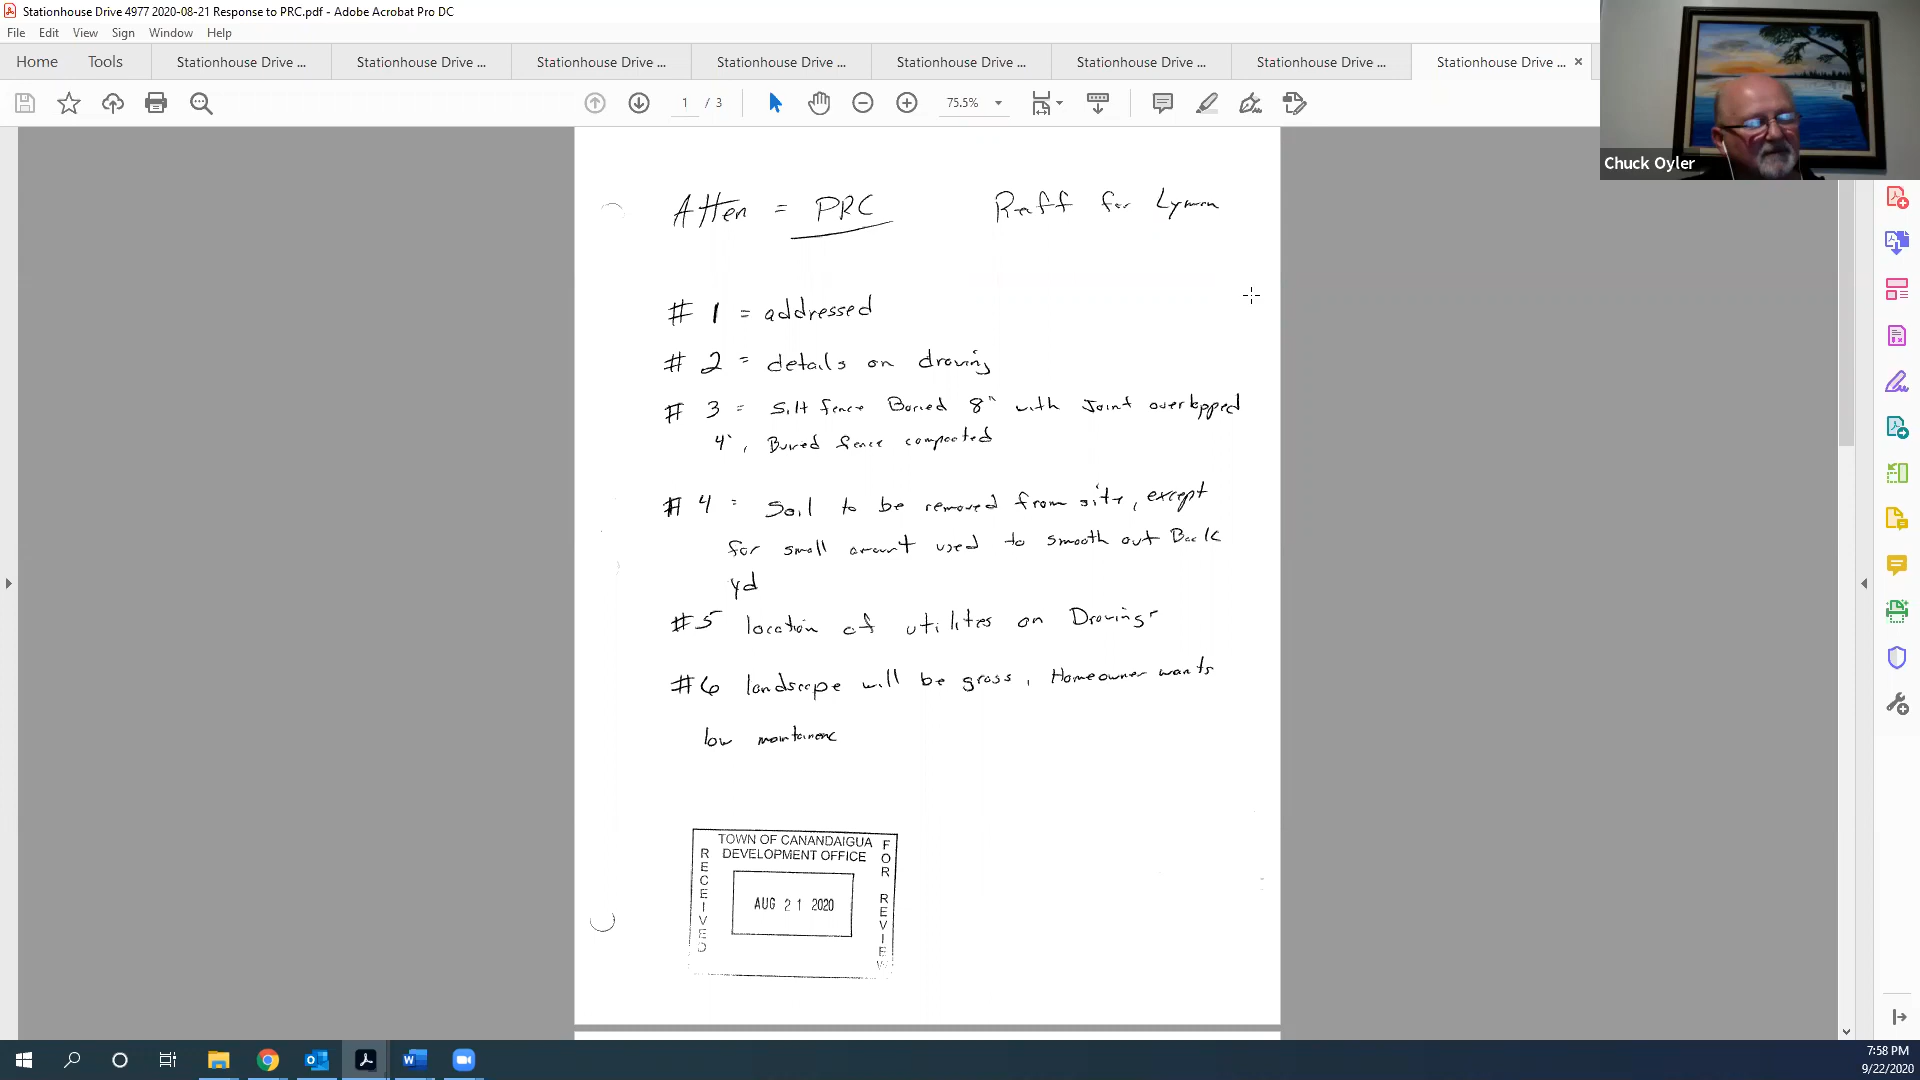 Stationhouse Drive 4977 2020-08-21 Response to PRC.pdf - Adobe Acrobat Pro DC
File Edit View Sign Window Help
Home Tools Stationhouse Drive ... Stationhouse Drive ... Stationhouse Drive ... Stationhouse Drive ... Stationhouse Drive ... Stationhouse Drive ... Stationhouse Drive ... Stationhouse Drive ... ×
1 / 3 75.5%
Chuck Oyler
Atten = PRC for Lyman
# 1 = addressed
# 2 = details on drawing
# 3 = Silt fence Buried 8" with Joint overlapped
4", Buried fence compacted
# 4 = Soil to be removed from site, except
for small amount used to smooth out Back
yd
#5 location of utilites on Drawings
#6 landscape will be grass, Homeowner wants
low maintainenc
TOWN OF CANANDAIGUA
DEVELOPMENT OFFICE
RECEIVED
AUG 21 2020
FOR REVIEW
7:58 PM
9/22/2020